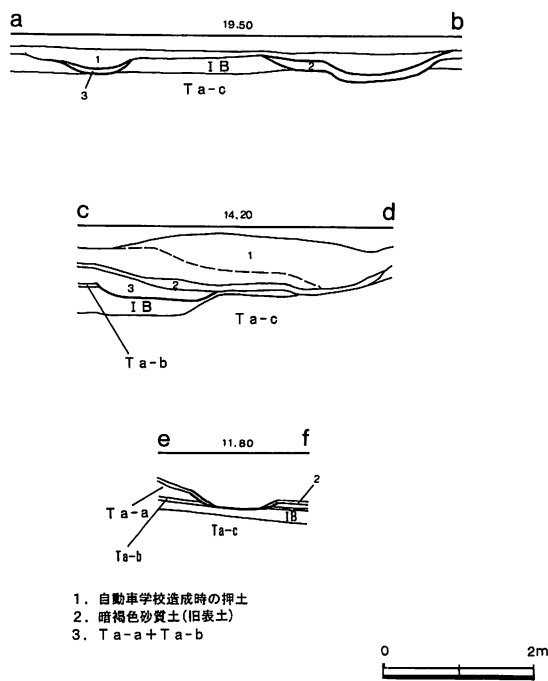 a 19.50 b
1 IB 2
3 Ta-c
c 14.20 d
1
3 2
IB Ta-c
Ta-b
e 11.80 f
2
Ta-a IB
Ta-b Ta-c
1. 自動車学校造成時の押土
2. 暗褐色砂質土(旧表土)
3. Ta-a+Ta-b
0 2m